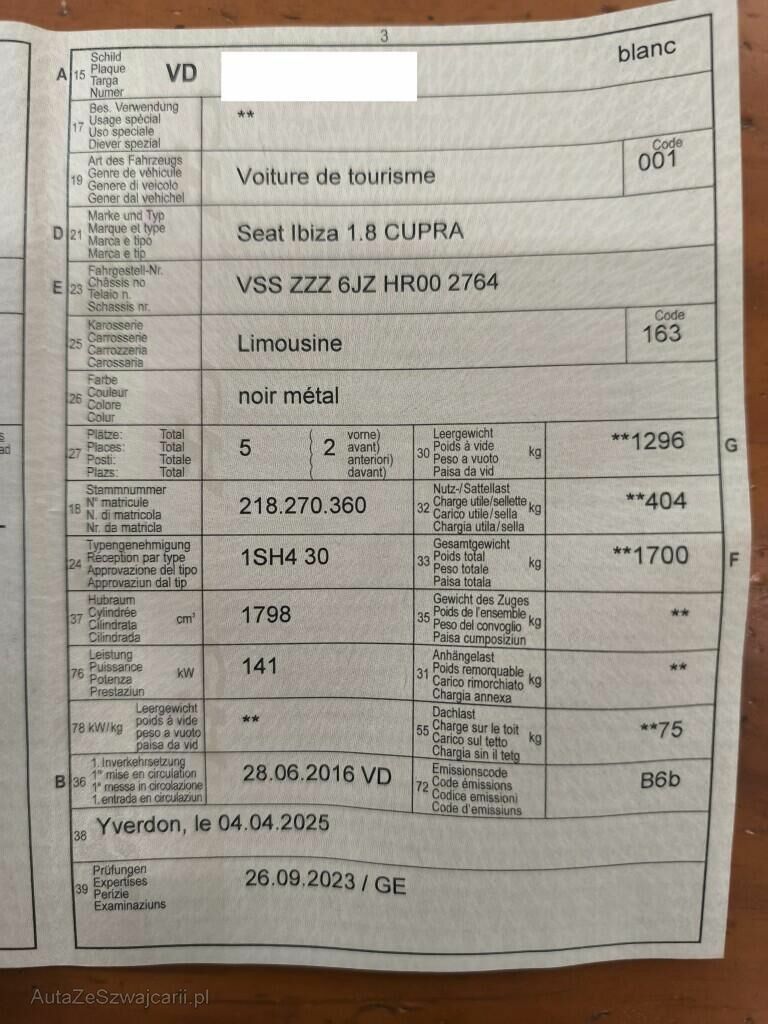 3
A 15 Schild
Plaque
Targa
Numer
VD
blanc
17 Bes. Verwendung
Usage spécial
Uso speciale
Diever spezial
**
19 Art des Fahrzeugs
Genre de véhicule
Genere di veicolo
Gener dal vehichel
Voiture de tourisme
Code
001
D 21 Marke und Typ
Marque et type
Marca e tipo
Marca e tip
Seat Ibiza 1.8 CUPRA
E 23 Fahrgestell-Nr.
Châssis no
Telaio n.
Schassis nr.
VSS ZZZ 6JZ HR00 2764
25 Karosserie
Carrosserie
Carrozzeria
Carossaria
Limousine
Code
163
26 Farbe
Couleur
Colore
Colur
noir métal
27 Plätze: Total
Places: Total
Posti: Totale
Plazs: Total
5 ( 2 vorne)
avant)
anteriori)
davant)
30 Leergewicht
Poids à vide
Peso a vuoto
Paisa da vid
kg
**1296
G
18 Stammnummer
N° matricule
N. di matricola
Nr. da matricla
218.270.360
32 Nutz-/Sattellast
Charge utile/sellette
Carico utile/sella
Chargia utila/sella
kg
**404
24 Typengenehmigung
Réception par type
Approvazione del tipo
Approvaziun dal tip
1SH4 30
33 Gesamtgewicht
Poids total
Peso totale
Paisa totala
kg
**1700
F
37 Hubraum
Cylindrée
Cilindrata
Cilindrada
cm³
1798
35 Gewicht des Zuges
Poids de l'ensemble
Peso del convoglio
Paisa cumposiziun
kg
**
76 Leistung
Puissance
Potenza
Prestaziun
kW
141
31 Anhängelast
Poids remorquable
Carico rimorchiato
Chargia annexa
kg
**
78 kW/kg Leergewicht
poids à vide
peso a vuoto
paisa da vid
**
55 Dachlast
Charge sur le toit
Carico sul tetto
Chargia sin il tetg
kg
**75
B 36 1. Inverkehrsetzung
1re mise en circulation
1a messa in circolazione
1. entrada en circulaziun
28.06.2016 VD
72 Emissionscode
Code émissions
Codice emissioni
Code d'emissiuns
B6b
38 Yverdon, le 04.04.2025
39 Prüfungen
Expertises
Perizie
Examinaziuns
26.09.2023 / GE
AutaZeSzwajcarii.pl